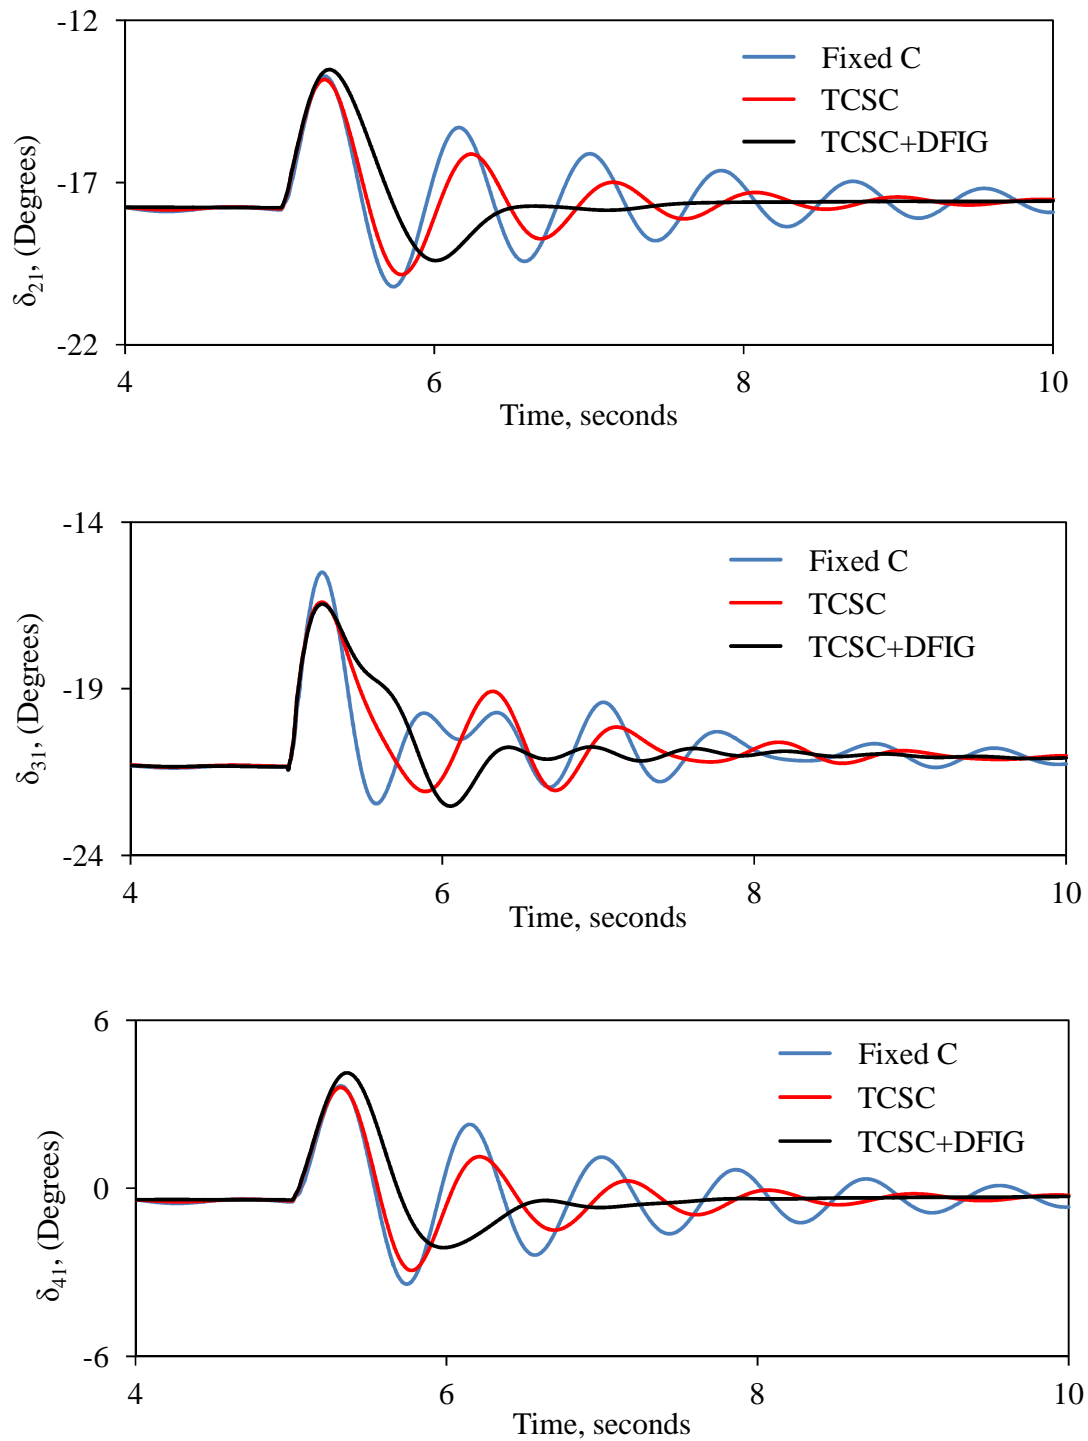 -12
Fixed C
TCSC
TCSC+DFIG
-17
-22
δ21, (Degrees)
4 6 8 10
Time, seconds
-14
Fixed C
TCSC
TCSC+DFIG
-19
-24
δ31, (Degrees)
4 6 8 10
Time, seconds
6
Fixed C
TCSC
TCSC+DFIG
0
-6
δ41, (Degrees)
4 6 8 10
Time, seconds